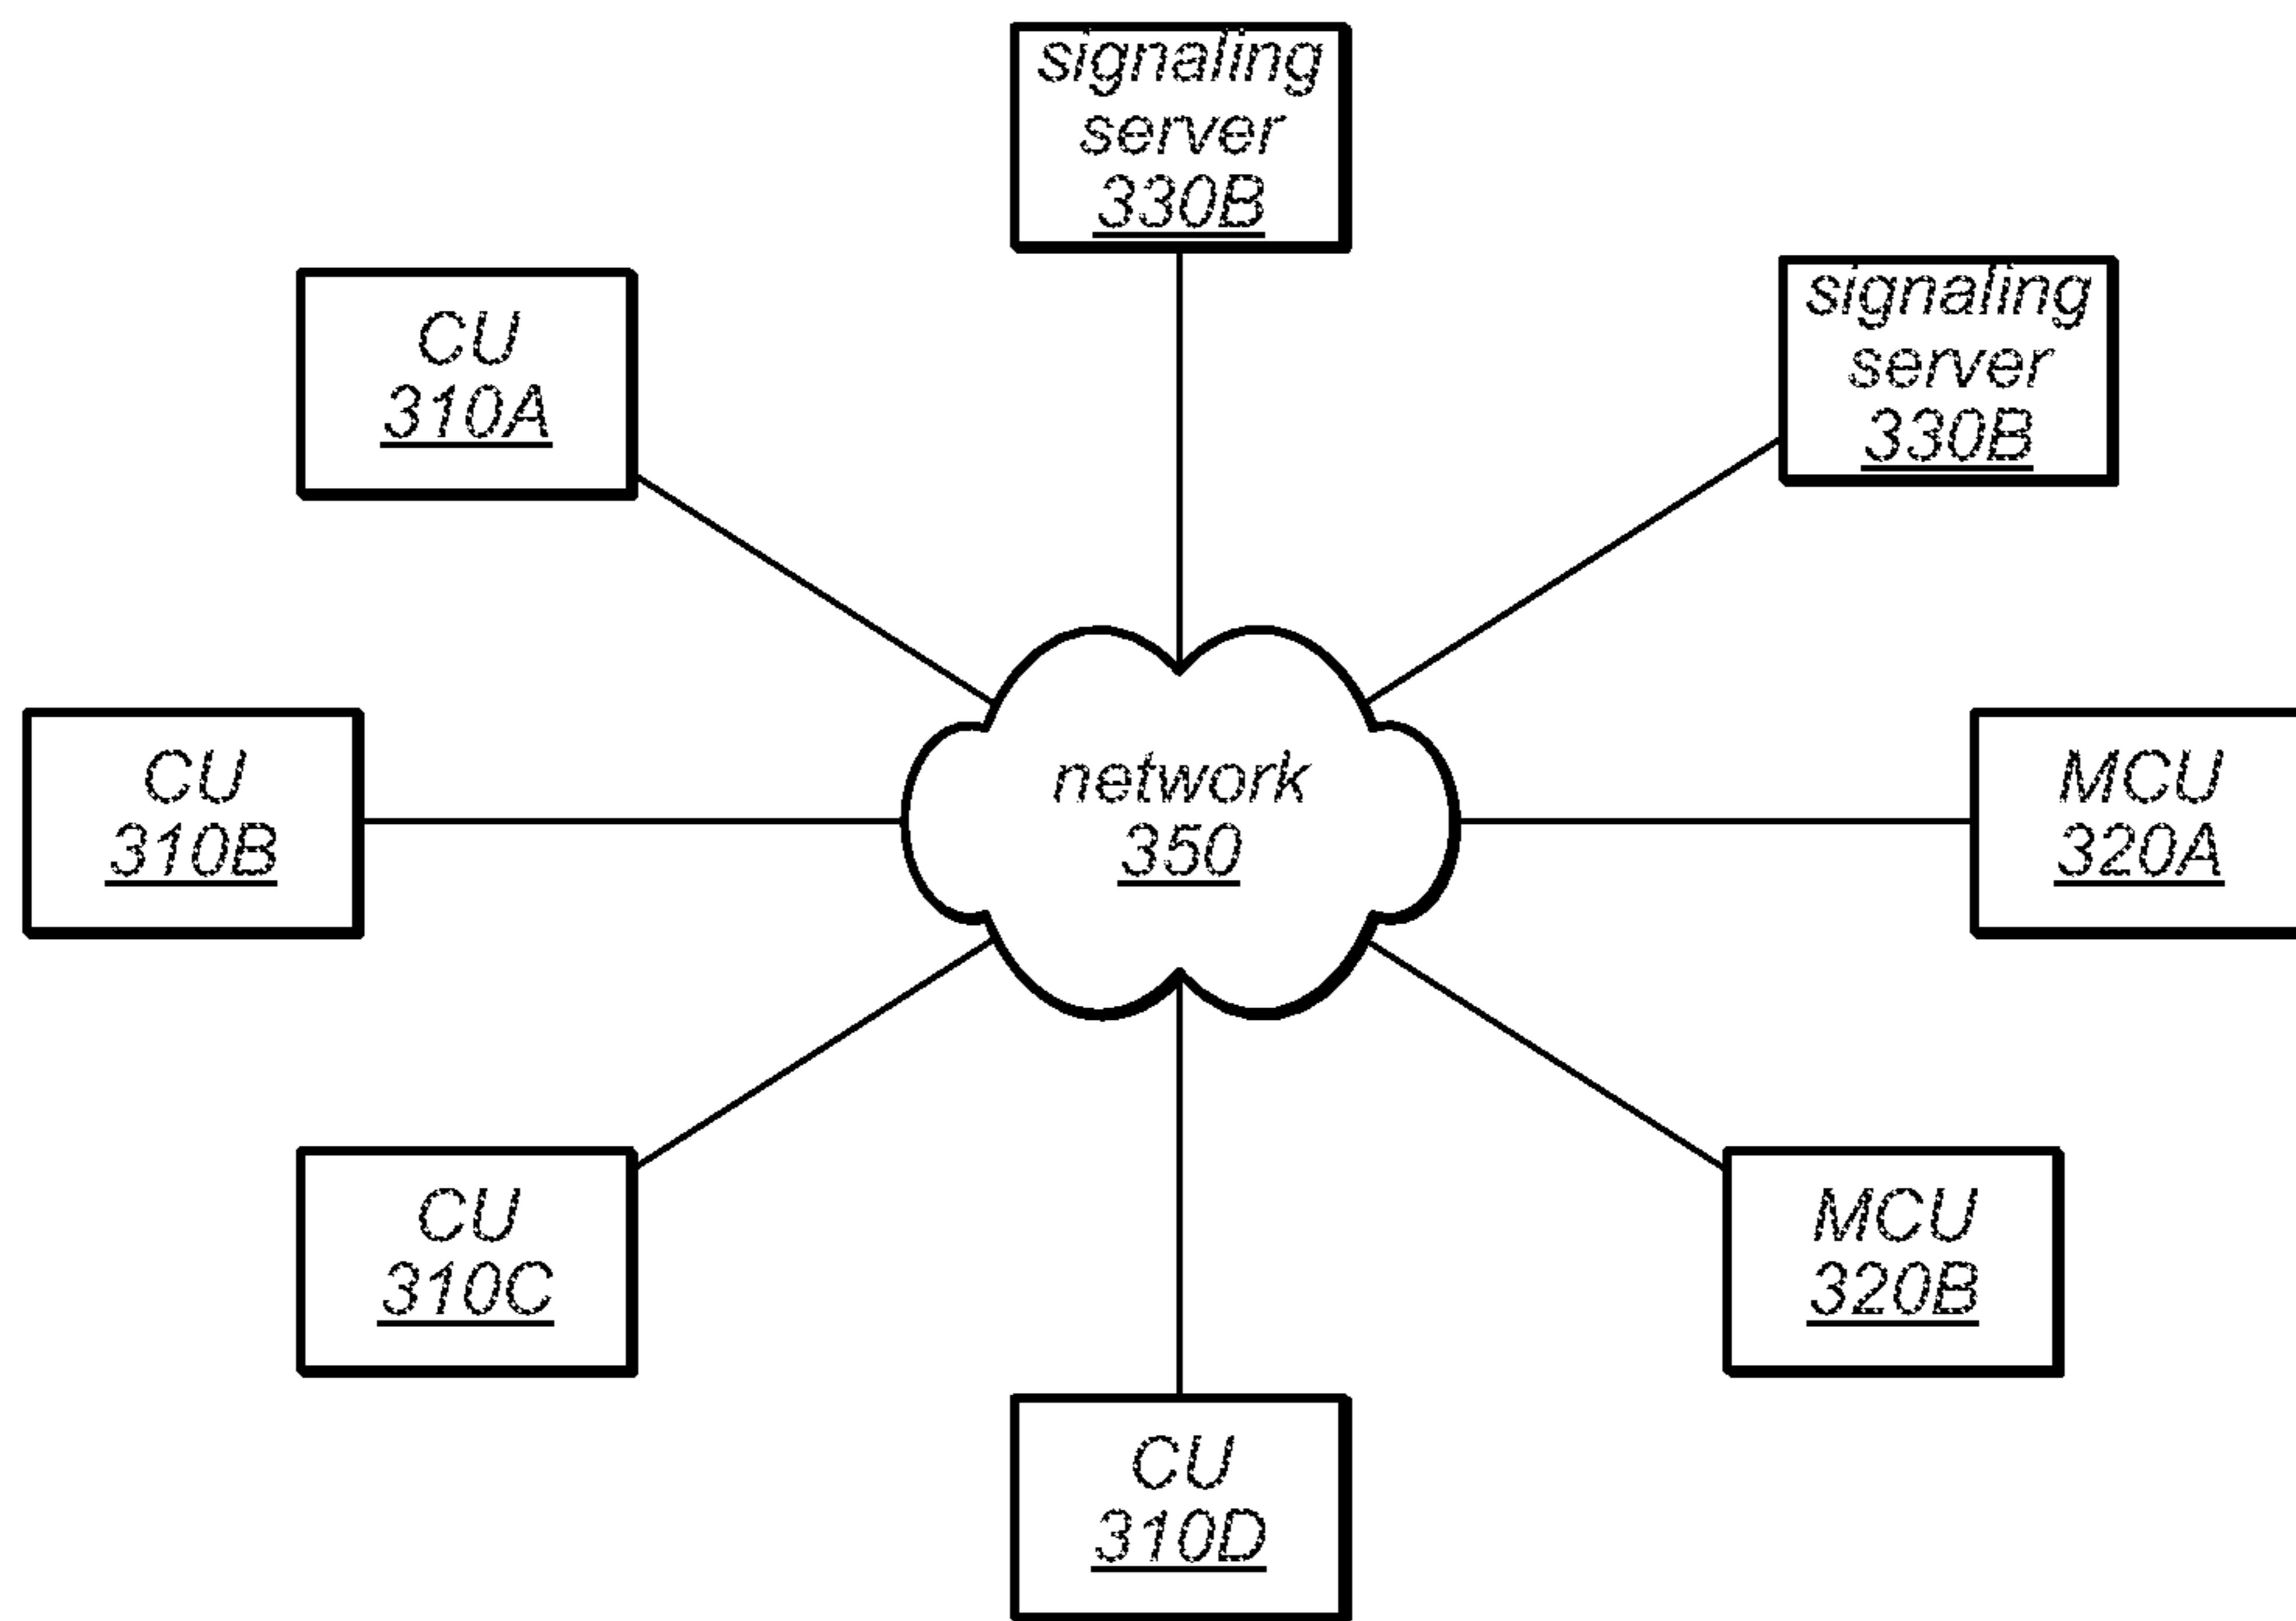 signaling
server
330B
signaling
server
330B
CU
310A
CU
310B
network
350
MCU
320A
CU
310C
MCU
320B
CU
310D